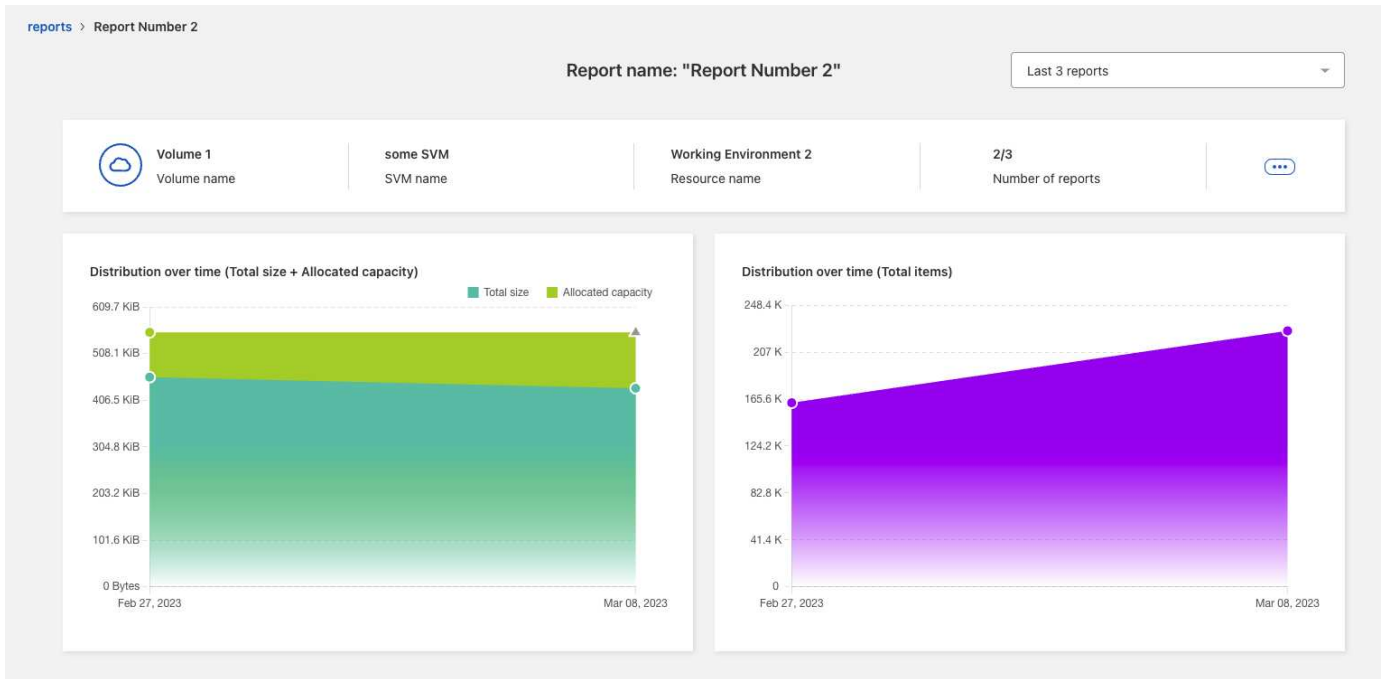 reports > Report Number 2
Report name: "Report Number 2"
Last 3 reports
Volume 1
Volume name
some SVM
SVM name
Working Environment 2
Resource name
2/3
Number of reports
Distribution over time (Total size + Allocated capacity)
Total size
Allocated capacity
609.7 KiB
508.1 KiB
406.5 KiB
304.8 KiB
203.2 KiB
101.6 KiB
0 Bytes
Feb 27, 2023
Mar 08, 2023
Distribution over time (Total items)
248.4 K
207 K
165.6 K
124.2 K
82.8 K
41.4 K
0
Feb 27, 2023
Mar 08, 2023